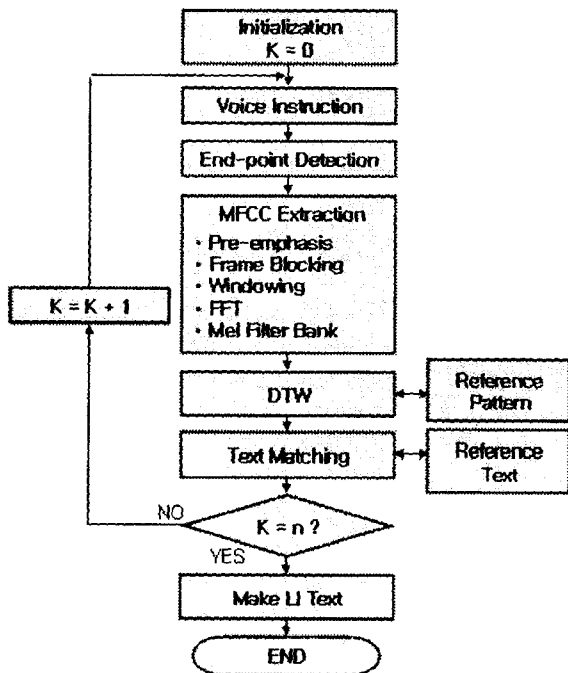 Initialization
K = 0
Voice Instruction
End-point Detection
MFCC Extraction
• Pre-emphasis
• Frame Blocking
• Windowing
• FFT
• Mel Filter Bank
K = K + 1
DTW
Reference
Pattern
Text Matching
Reference
Text
NO
K = n ?
YES
Make LI Text
END